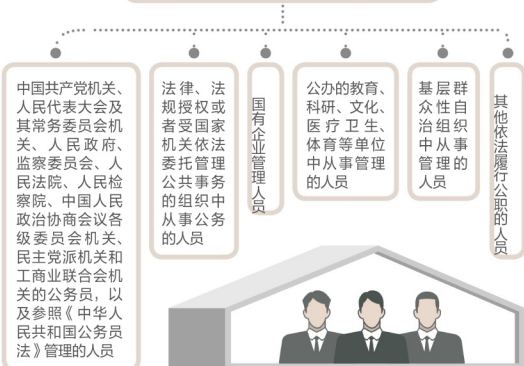 中国共产党机关、
人民代表大会及
其常务委员会机
关、人民政府、
监察委员会、人
民法院、人民检
察院、中国人民
政治协商会议各
级委员会机关、
民主党派机关和
工商业联合会机
关的公务员，以
及参照《中华人
民共和国公务员
法》管理的人员
法律、法
规授权或
者受国家
机关依法
委托管理
公共事务
的组织中
从事公务
的人员
国有企业管理人员
公办的教育、
科研、文化、
医疗卫生、
体育等单位
中从事管理
的人员
基层群
众性自
治组织
中从事
管理的
人员
其他依法履行公职的人员